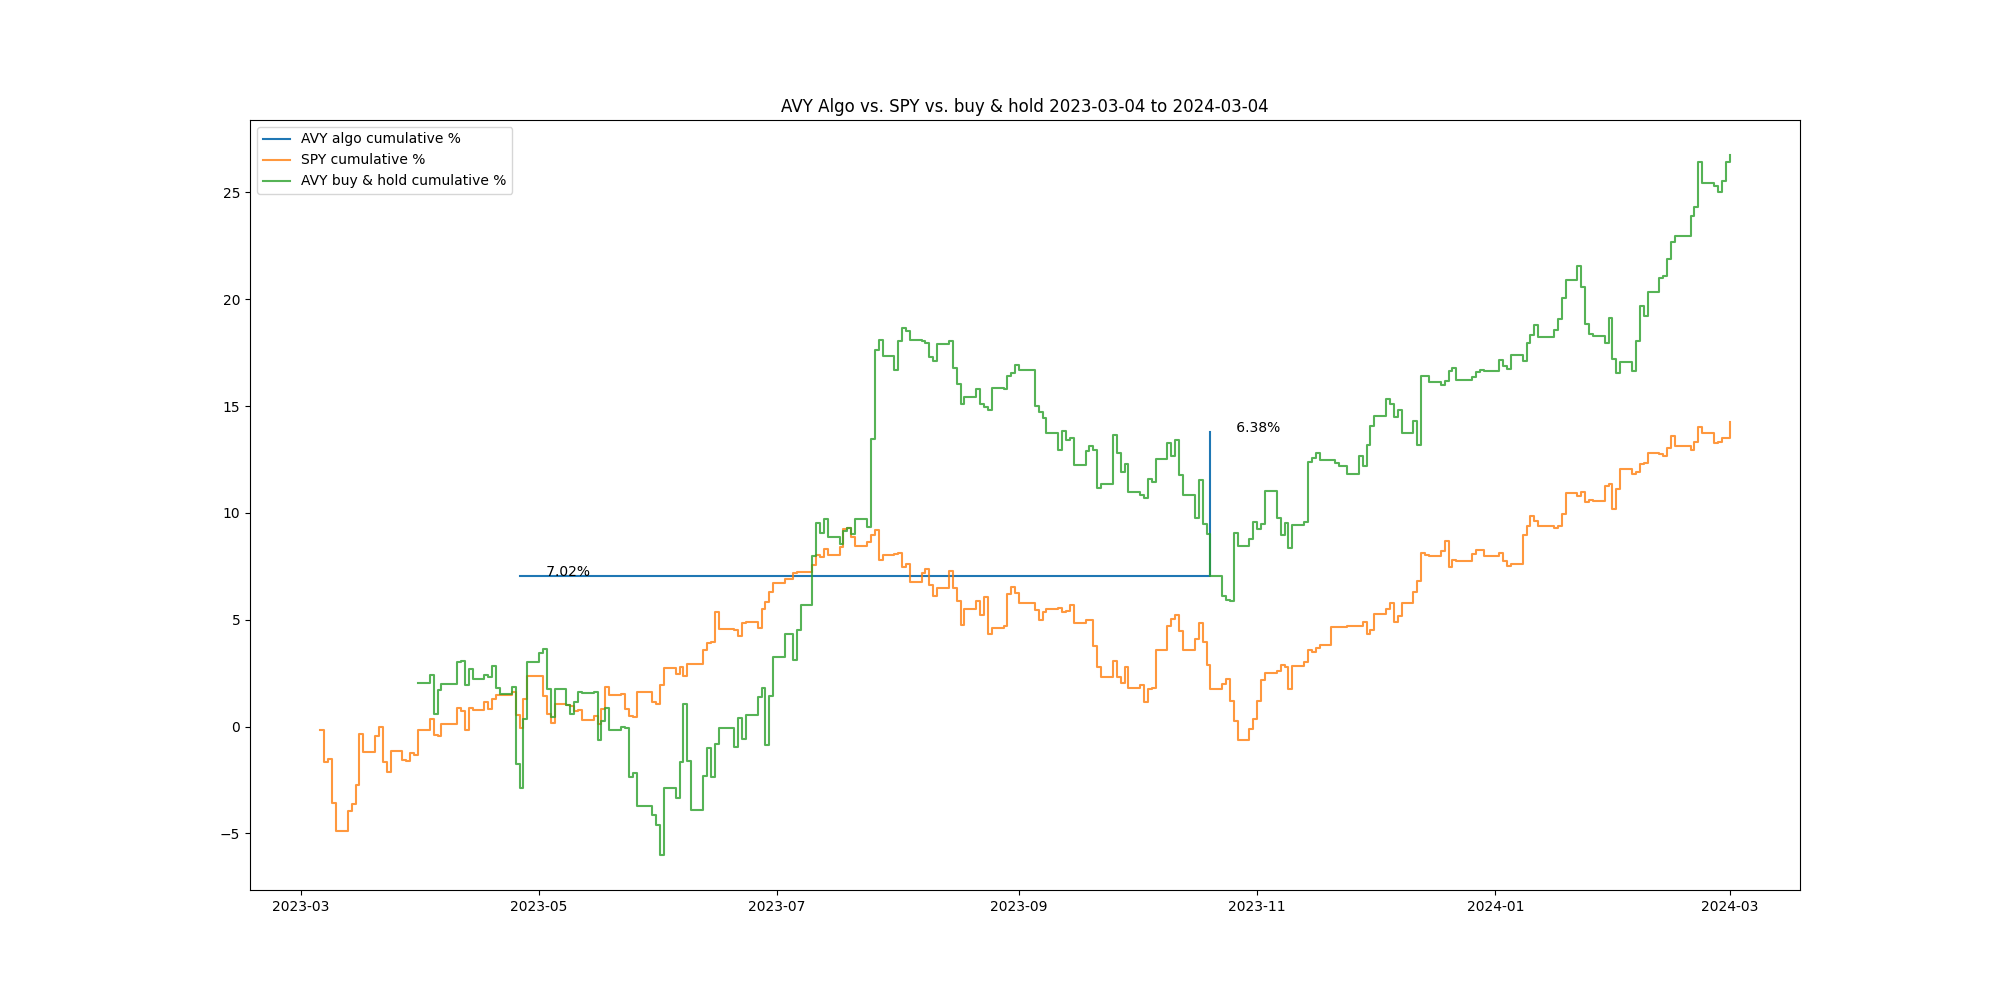 AVY Algo vs. SPY vs. buy & hold 2023-03-04 to 2024-03-04
AVY algo cumulative %
SPY cumulative %
AVY buy & hold cumulative %
25
20
15
10
5
0
−5
6.38%
7.02%
2023-03 2023-05 2023-07 2023-09 2023-11 2024-01 2024-03